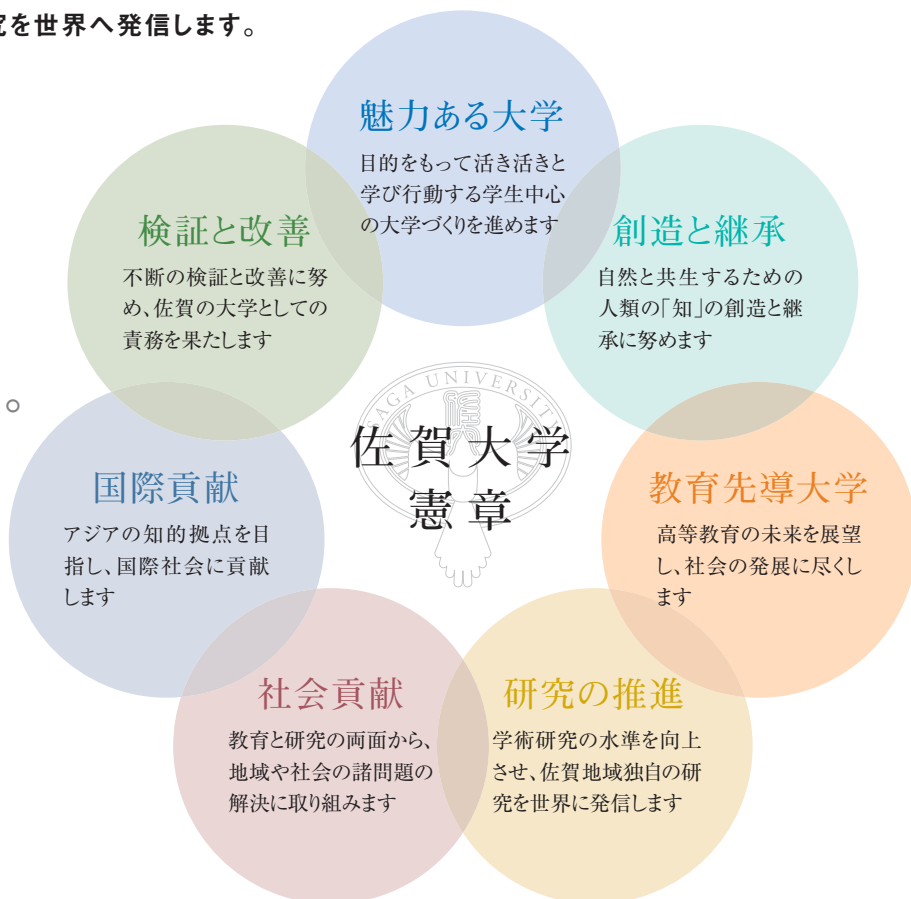 究を世界へ発信します。
魅力ある大学
目的をもって活き活きと
学び行動する学生中心
の大学づくりを進めます
創造と継承
自然と共生するための
人類の「知」の創造と継
承に努めます
教育先導大学
高等教育の未来を展望
し、社会の発展に尽くし
ます
研究の推進
学術研究の水準を向上
させ、佐賀地域独自の研
究を世界に発信します
社会貢献
教育と研究の両面から、
地域や社会の諸問題の
解決に取り組みます
国際貢献
アジアの知的拠点を目
指し、国際社会に貢献
します
検証と改善
不断の検証と改善に努
め、佐賀の大学としての
責務を果たします
。
SAGA UNIVERSITY
佐賀大学
憲章